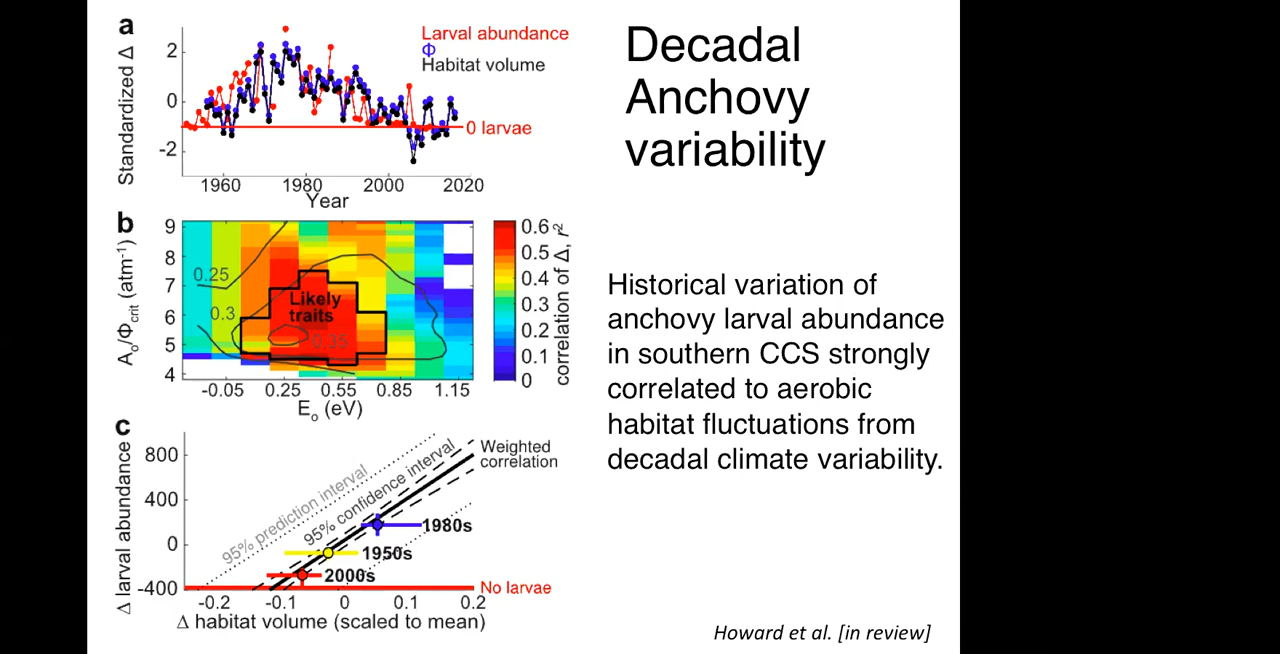 a
Standardized Δ
2
0
-2
Larval abundance
Φ
Habitat volume
0 larvae
1960
1980
2000
2020
Year
Decadal
Anchovy
variability
b
A_o/Φ_crit (atm⁻¹)
9
8
7
6
5
4
0.25
0.3
0.35
Likely
traits
-0.05
0.25
0.55
0.85
1.15
E_o (eV)
0.6
0.5
0.4
0.3
0.2
0.1
0
correlation of Δ, r²
Historical variation of
anchovy larval abundance
in southern CCS strongly
correlated to aerobic
habitat fluctuations from
decadal climate variability.
c
Δ larval abundance
800
400
0
-400
95% prediction interval
95% confidence interval
Weighted
correlation
1980s
1950s
2000s
No larvae
-0.2
-0.1
0
0.1
0.2
Δ habitat volume (scaled to mean)
Howard et al. [in review]